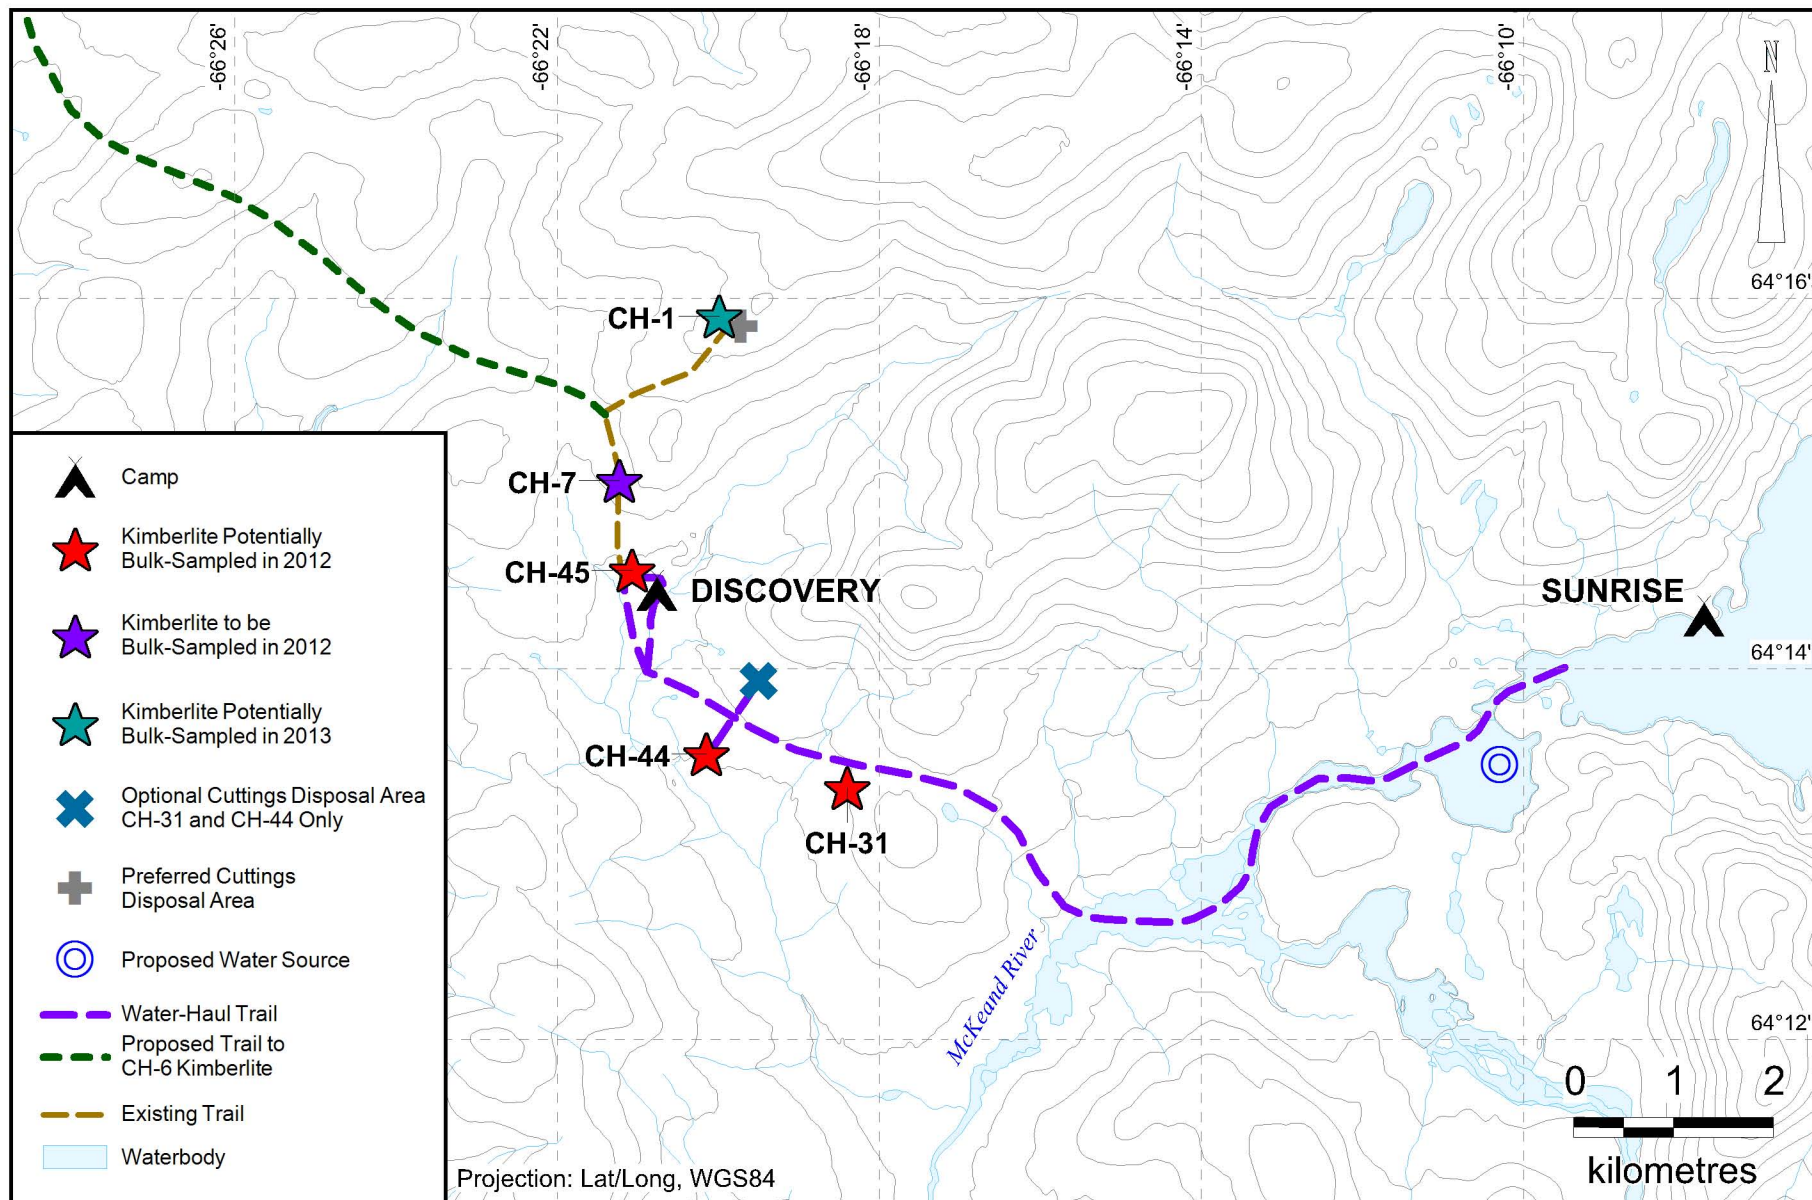 -66°26'
-66°22'
-66°18'
-66°14'
-66°10'
N
64°16'
CH-1
CH-7
CH-45
DISCOVERY
SUNRISE
64°14'
CH-44
CH-31
McKeand River
64°12'
Camp
Kimberlite Potentially
Bulk-Sampled in 2012
Kimberlite to be
Bulk-Sampled in 2012
Kimberlite Potentially
Bulk-Sampled in 2013
Optional Cuttings Disposal Area
CH-31 and CH-44 Only
Preferred Cuttings
Disposal Area
Proposed Water Source
Water-Haul Trail
Proposed Trail to
CH-6 Kimberlite
Existing Trail
Waterbody
Projection: Lat/Long, WGS84
0 1 2
kilometres